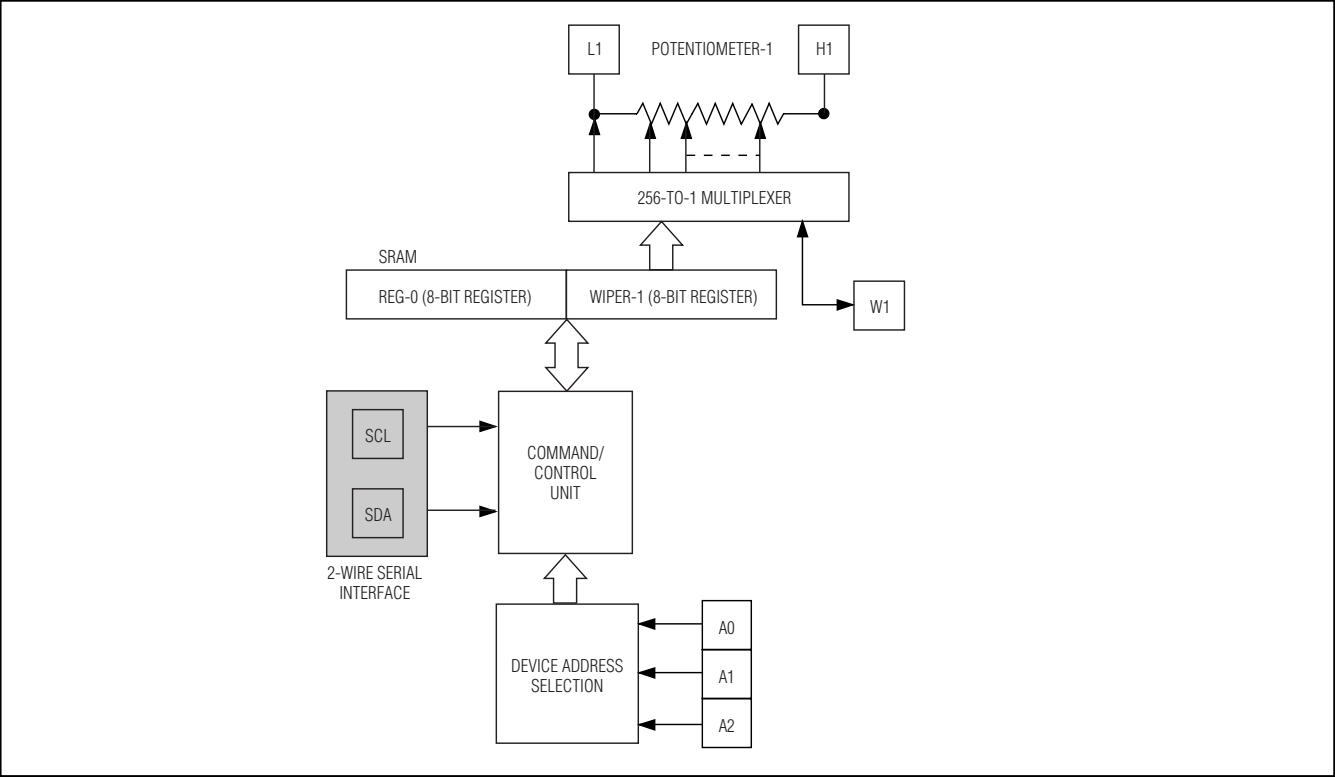 L1
POTENTIOMETER-1
H1
256-TO-1 MULTIPLEXER
SRAM
REG-0 (8-BIT REGISTER)
WIPER-1 (8-BIT REGISTER)
W1
SCL
SDA
COMMAND/
CONTROL
UNIT
2-WIRE SERIAL
INTERFACE
DEVICE ADDRESS
SELECTION
A0
A1
A2